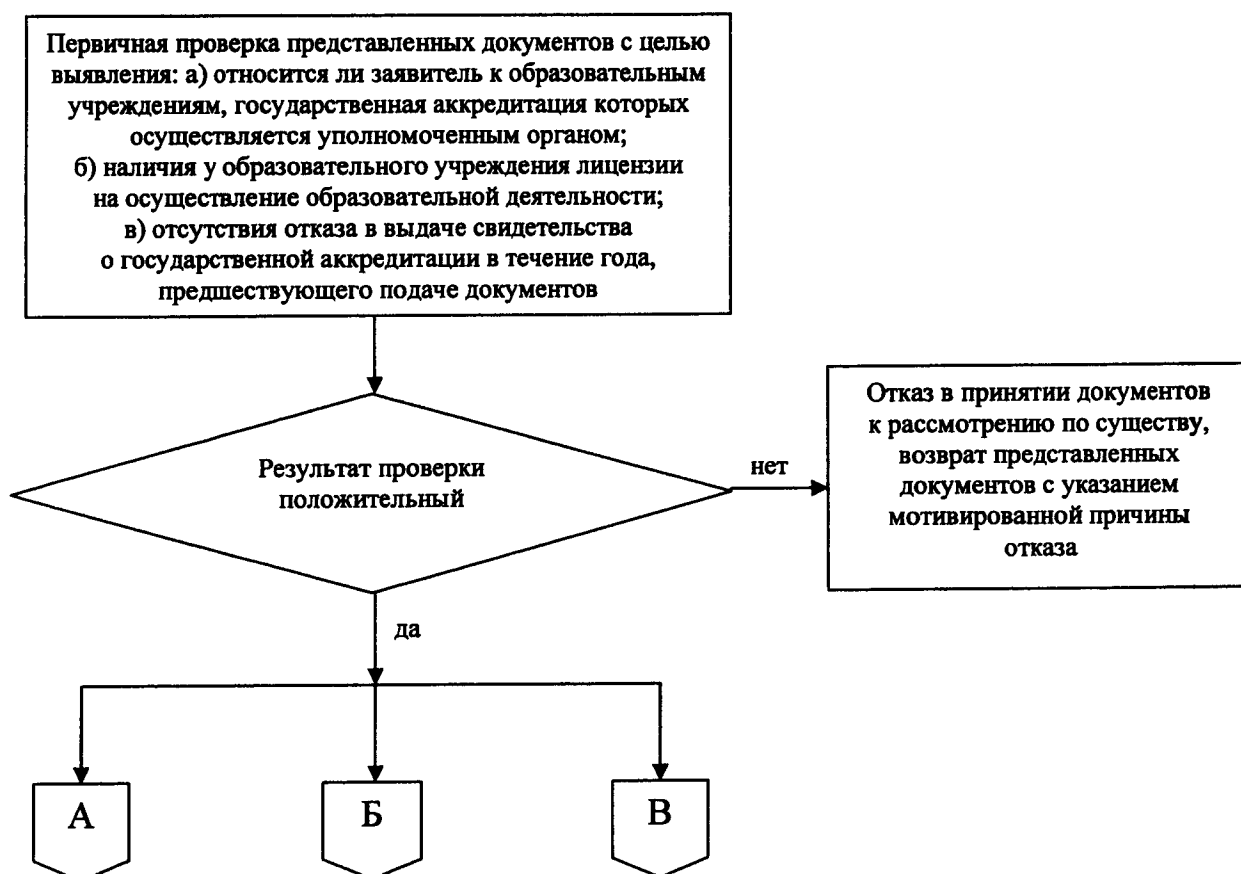 Первичная проверка представленных документов с целью
выявления: а) относится ли заявитель к образовательным
учреждениям, государственная аккредитация которых
осуществляется уполномоченным органом;
б) наличия у образовательного учреждения лицензии
на осуществление образовательной деятельности;
в) отсутствия отказа в выдаче свидетельства
о государственной аккредитации в течение года,
предшествующего подаче документов
Результат проверки
положительный
нет
Отказ в принятии документов
к рассмотрению по существу,
возврат представленных
документов с указанием
мотивированной причины
отказа
да
А
Б
В